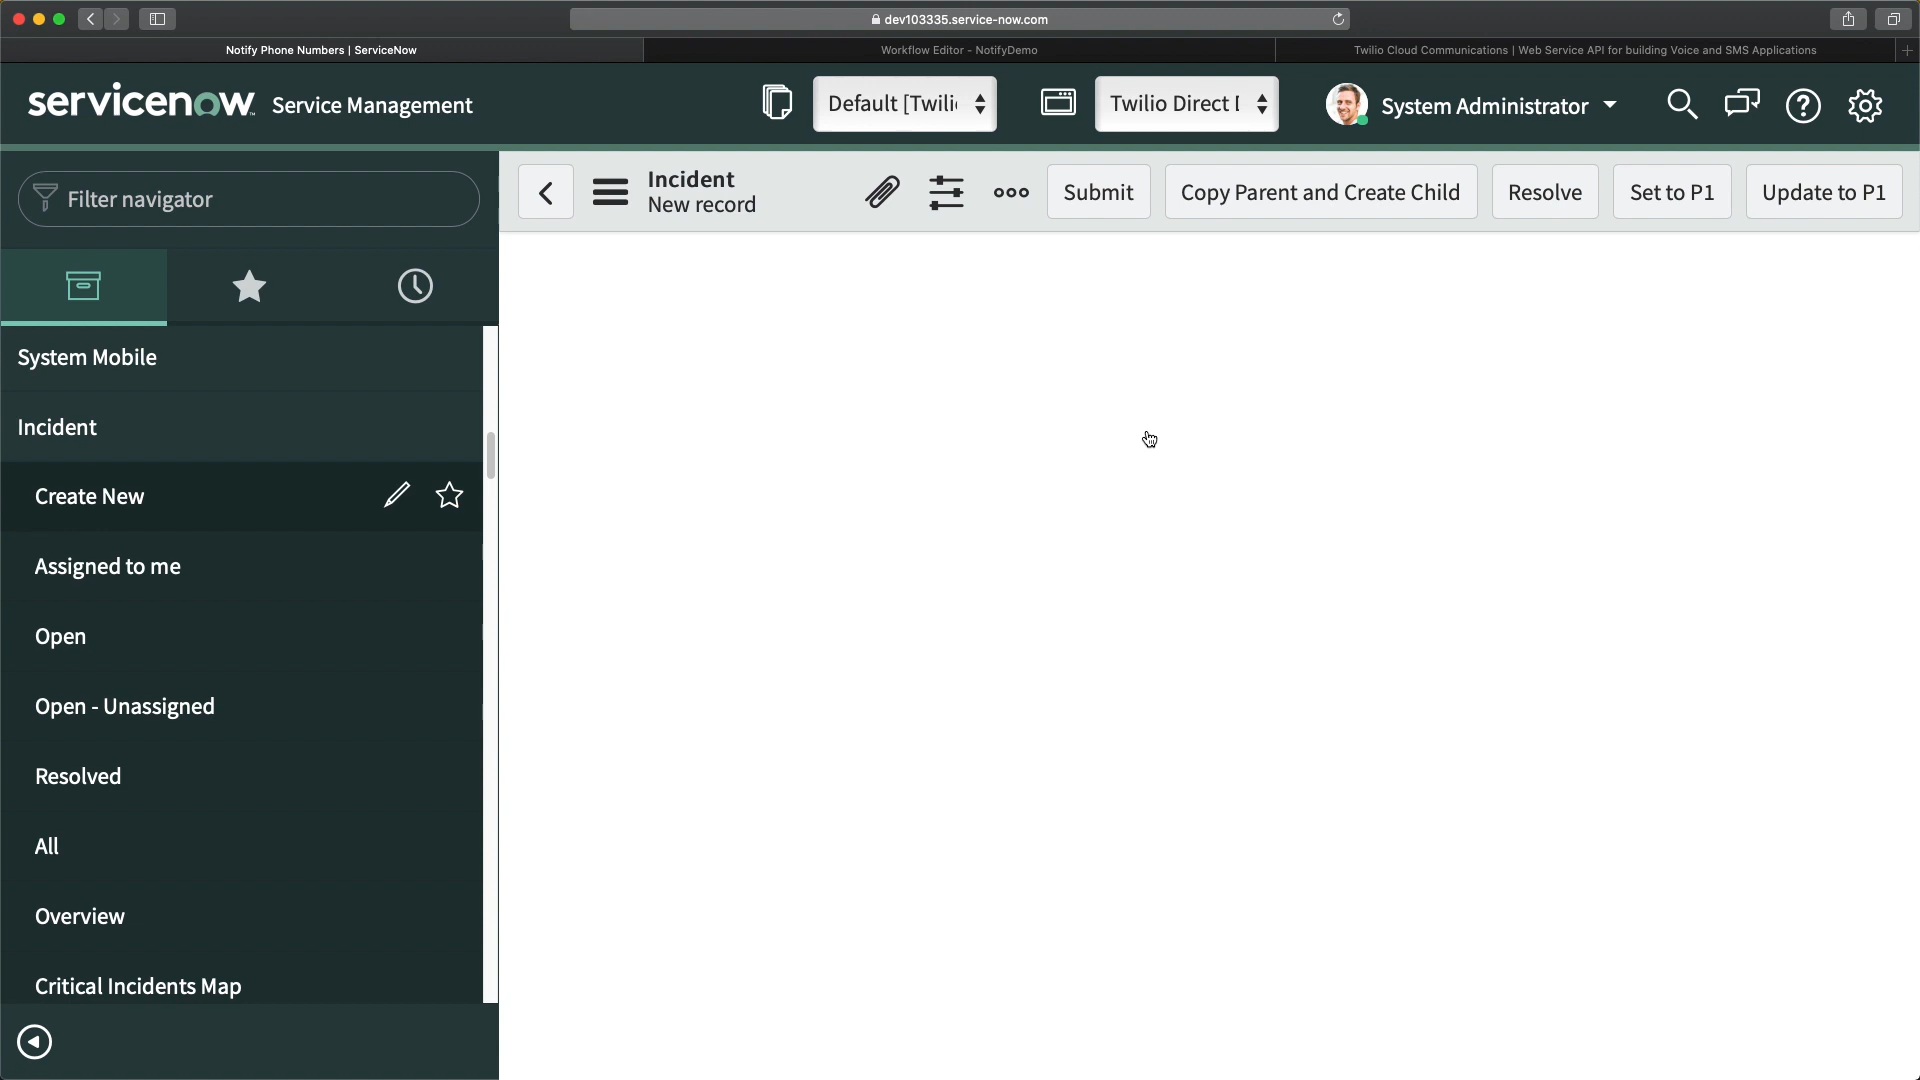 dev103335.service-now.com
Notify Phone Numbers | ServiceNow
Workflow Editor - NotifyDemo
Twilio Cloud Communications | Web Service API for building Voice and SMS Applications
servicenow Service Management
Default [Twili
Twilio Direct
System Administrator
Filter navigator
Incident
New record
Submit
Copy Parent and Create Child
Resolve
Set to P1
Update to P1
System Mobile
Incident
Create New
Assigned to me
Open
Open - Unassigned
Resolved
All
Overview
Critical Incidents Map